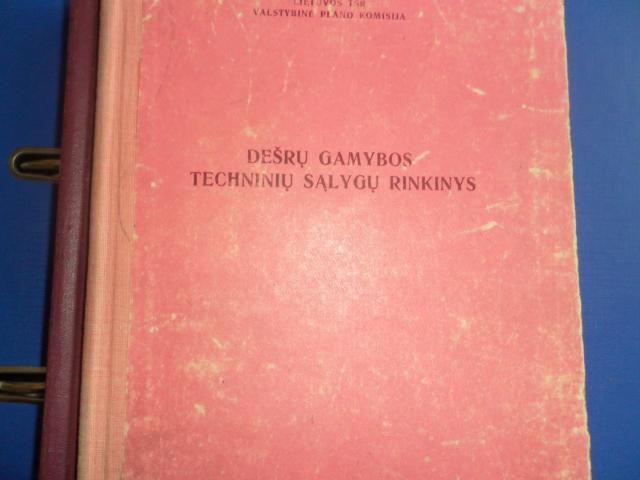 LIETUVOS TSR
VALSTYBINĖ PLANO KOMISIJA
DEŠRŲ GAMYBOS
TECHNINIŲ SĄLYGŲ RINKINYS